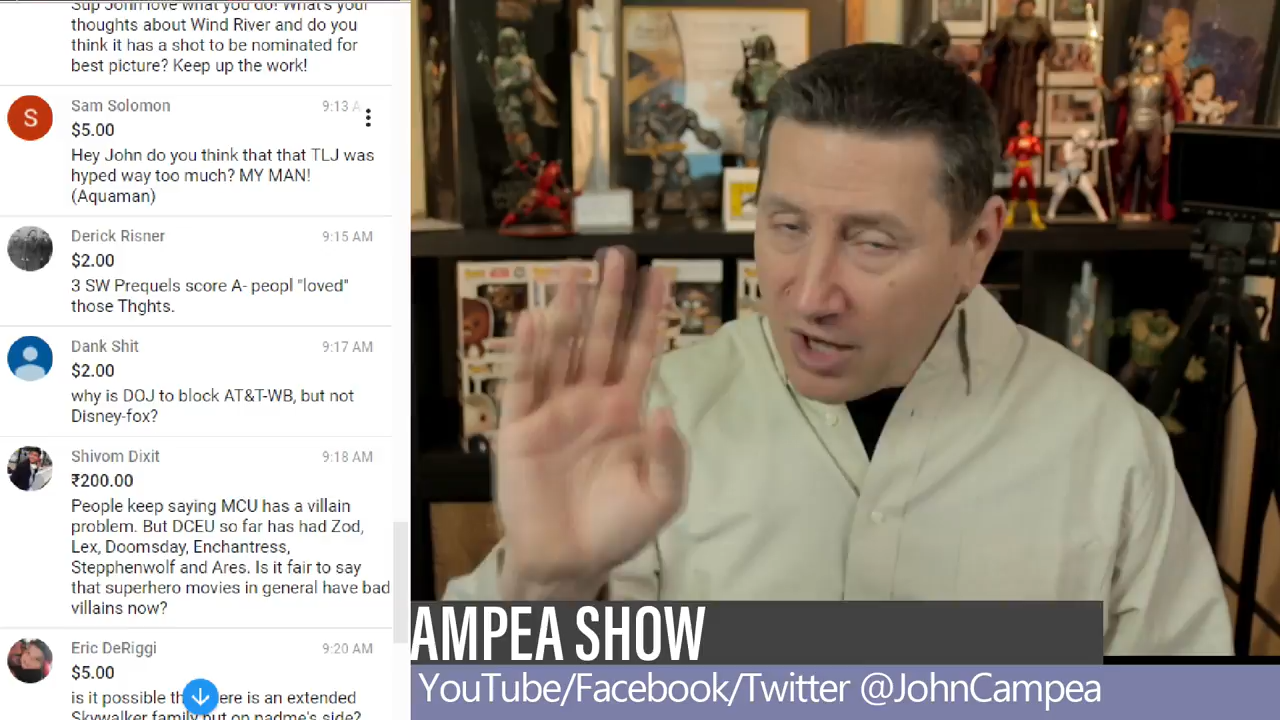 Sup John love what you do! What's your
thoughts about Wind River and do you
think it has a shot to be nominated for
best picture? Keep up the work!
S
Sam Solomon
9:13 A
$5.00
Hey John do you think that that TLJ was
hyped way too much? MY MAN!
(Aquaman)
Derick Risner
9:15 AM
$2.00
3 SW Prequels score A- peopl "loved"
those Thghts.
Dank Shit
9:17 AM
$2.00
why is DOJ to block AT&T-WB, but not
Disney-fox?
Shivom Dixit
9:18 AM
₹200.00
People keep saying MCU has a villain
problem. But DCEU so far has had Zod,
Lex, Doomsday, Enchantress,
Stepphenwolf and Ares. Is it fair to say
that superhero movies in general have bad
villains now?
Eric DeRiggi
9:20 AM
$5.00
is it possible there is an extended
Skywalker family but on padme's side?
AMPEA SHOW
YouTube/Facebook/Twitter @JohnCampea